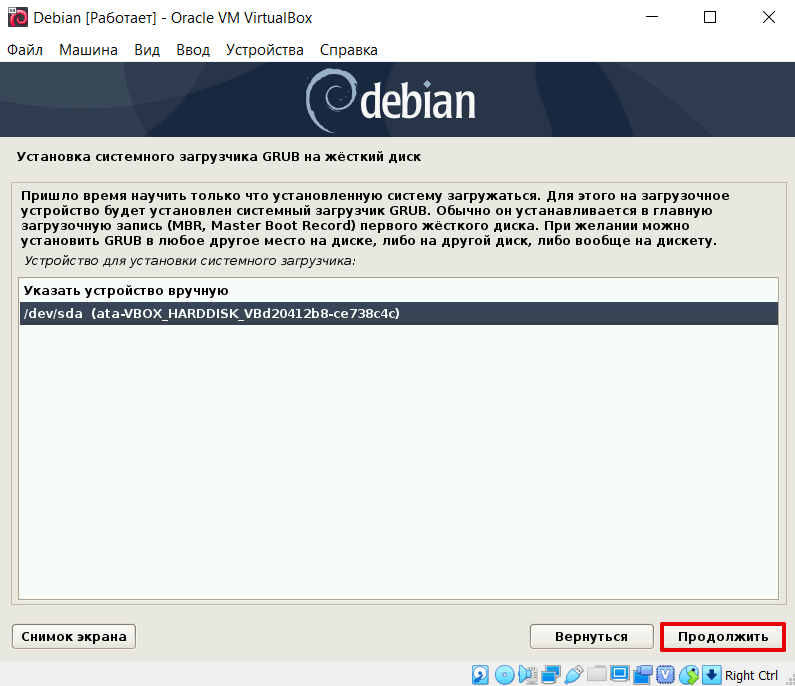 Debian [Работает] - Oracle VM VirtualBox
Файл Машина Вид Ввод Устройства Справка
debian
Установка системного загрузчика GRUB на жёсткий диск
Пришло время научить только что установленную систему загружаться. Для этого на загрузочное
устройство будет установлен системный загрузчик GRUB. Обычно он устанавливается в главную
загрузочную запись (MBR, Master Boot Record) первого жёсткого диска. При желании можно
установить GRUB в любое другое место на диске, либо на другой диск, либо вообще на дискету.
Устройство для установки системного загрузчика:
Указать устройство вручную
/dev/sda (ata-VBOX_HARDDISK_VBd20412b8-ce738c4c)
Снимок экрана Вернуться Продолжить
Right Ctrl